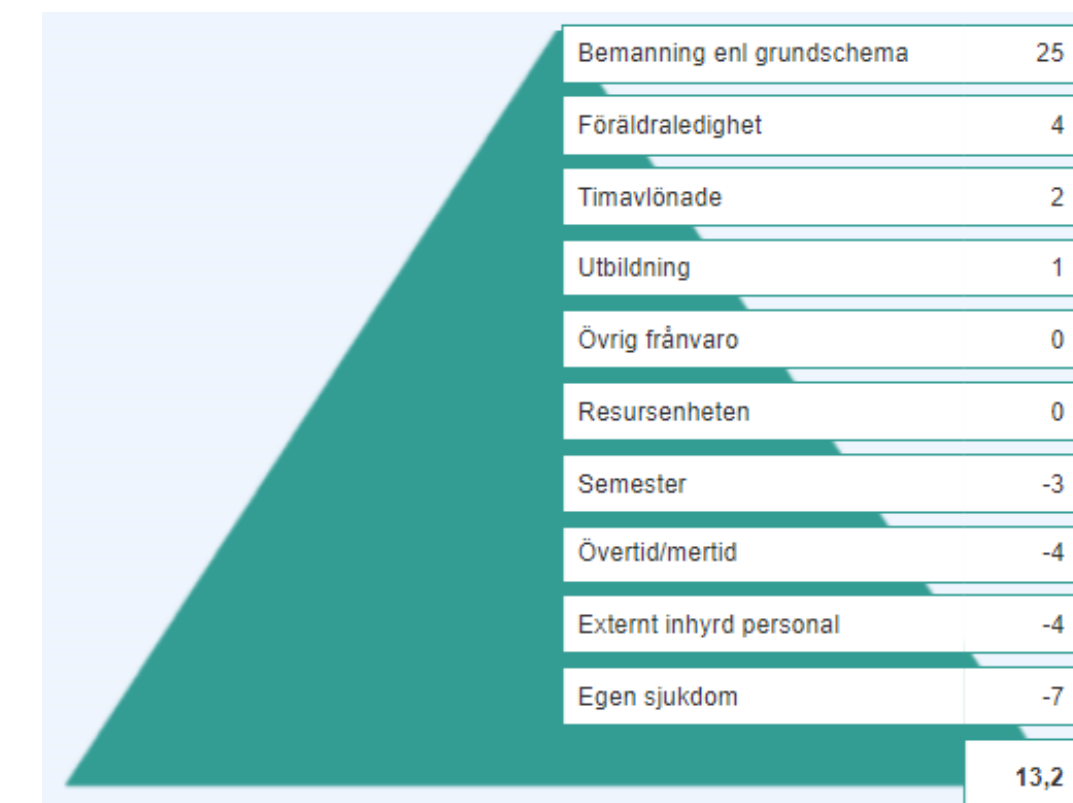 Bemanning enl grundschema 25
Föräldraledighet 4
Timavlönade 2
Utbildning 1
Övrig frånvaro 0
Resursenheten 0
Semester -3
Övertid/mertid -4
Externt inhyrd personal -4
Egen sjukdom -7
13,2